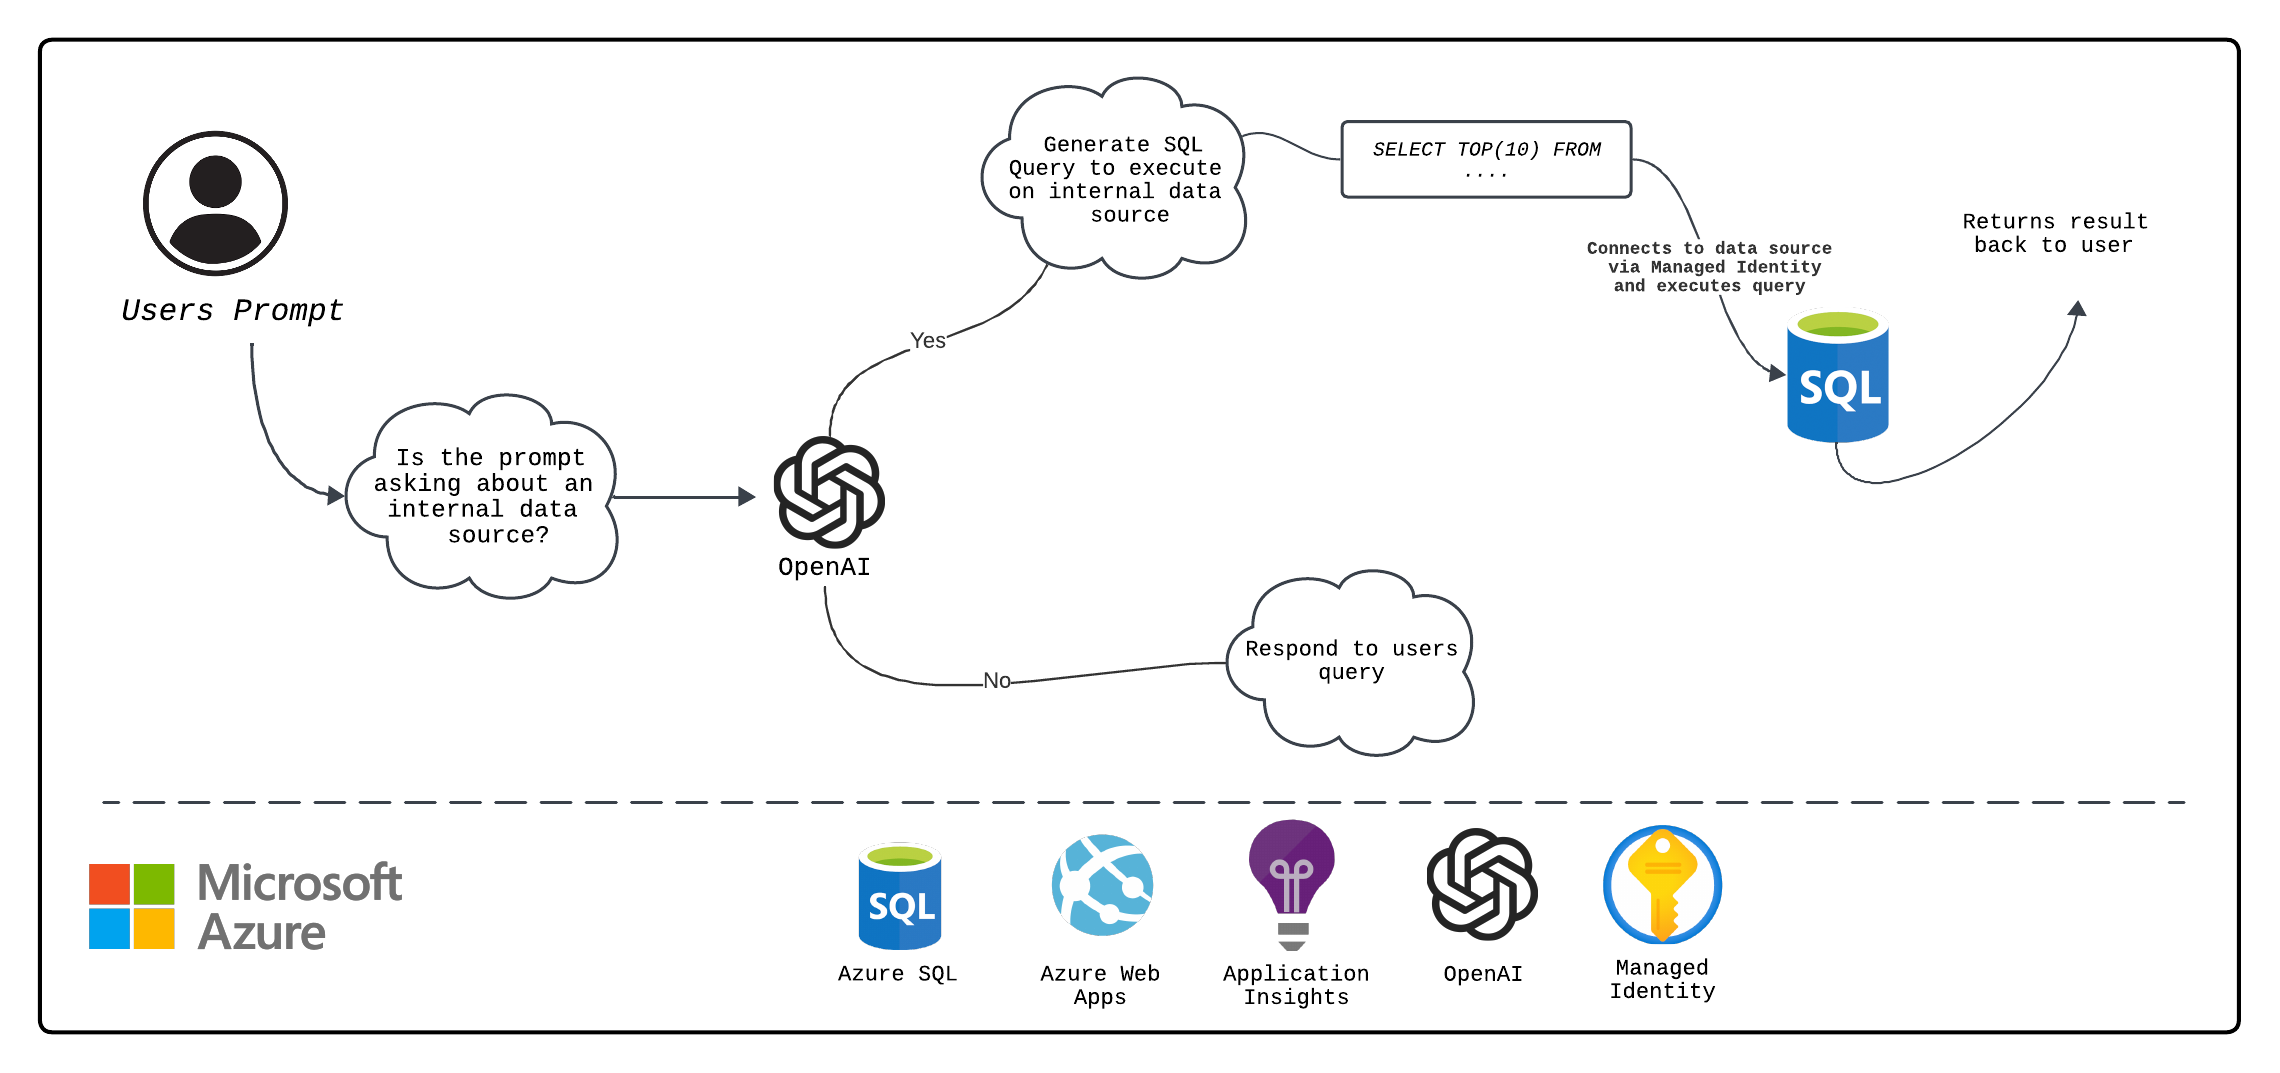 Users Prompt
Is the prompt
asking about an
internal data
source?
OpenAI
Yes
Generate SQL
Query to execute
on internal data
source
SELECT TOP(10) FROM
....
Connects to data source
via Managed Identity
and executes query
SQL
Returns result
back to user
No
Respond to users
query
Microsoft
Azure
SQL
Azure SQL
Azure Web
Apps
Application
Insights
OpenAI
Managed
Identity